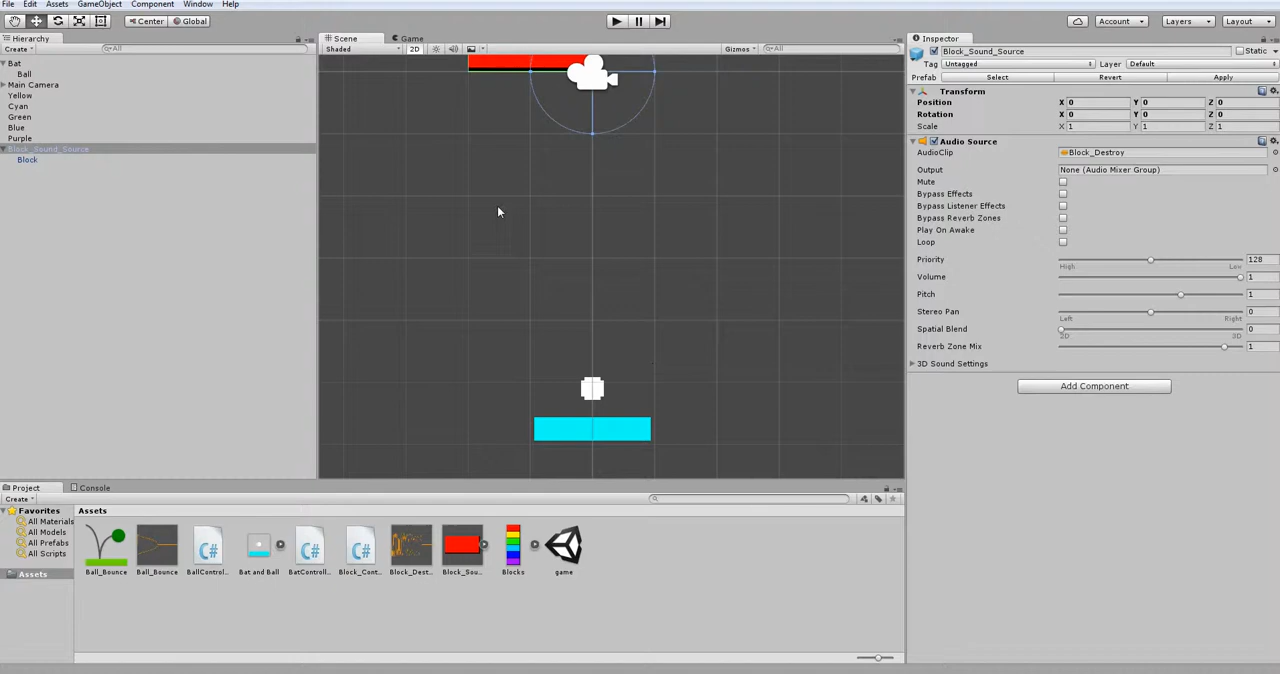 File Edit Assets GameObject Component Window Help
Center Global Account Layers Layout
Hierarchy Scene Game Inspector
Create All Shaded 2D Gizmos All Block_Sound_Source Static
Bat Tag Untagged Layer Default
Ball Prefab Select Revert Apply
Main Camera Transform
Yellow Position X 0 Y 0 Z 0
Cyan Rotation X 0 Y 0 Z 0
Green Scale X 1 Y 1 Z 1
Blue
Purple Audio Source
Block_Sound_Source AudioClip Block_Destroy
Block Output None (Audio Mixer Group)
Mute
Bypass Effects
Bypass Listener Effects
Bypass Reverb Zones
Play On Awake
Loop
Priority 128
High Low
Volume 1
Pitch 1
Stereo Pan 0
Left Right
Spatial Blend 0
2D 3D
Reverb Zone Mix 1
3D Sound Settings
Add Component
Project Console
Create
Favorites Assets
All Materials
All Models
All Prefabs
All Scripts
Assets
C# C# C#
Ball_Bounce Ball_Bounce BallControl... Bat and Ball BatControll... Block_Cont... Block_Dest... Block_Sou... Blocks game